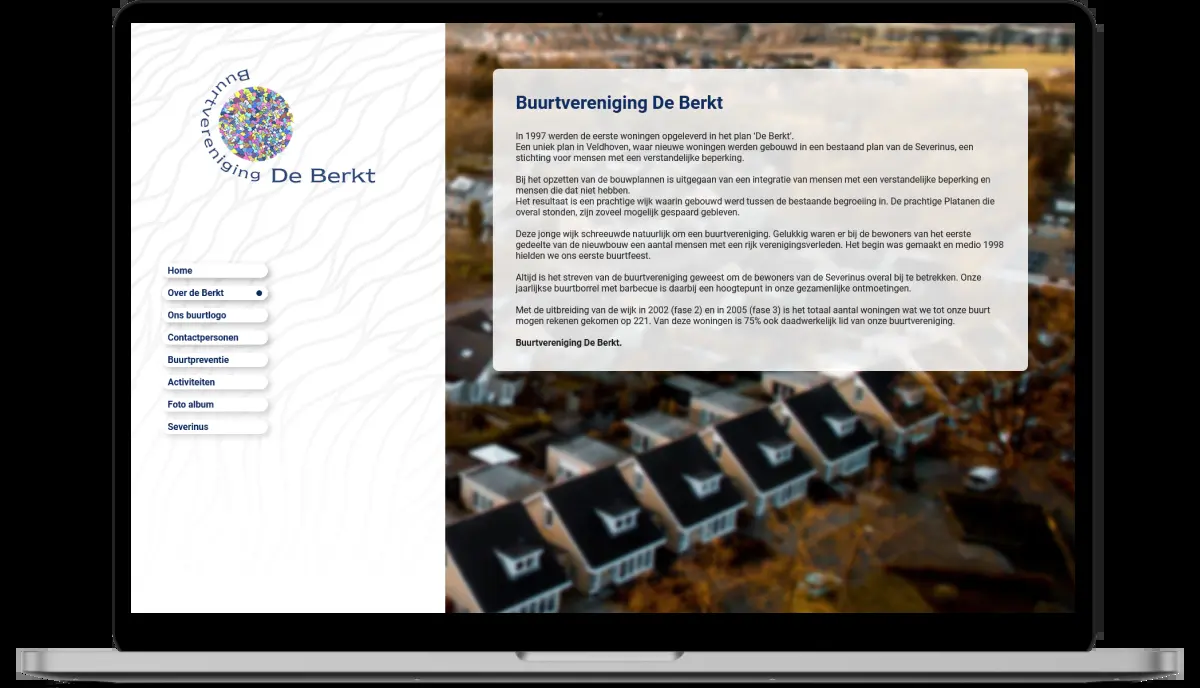 Buurtvereniging De Berkt
Home
Over de Berkt
Ons buurtlogo
Contactpersonen
Buurtpreventie
Activiteiten
Foto album
Severinus
Buurtvereniging De Berkt
In 1997 werden de eerste woningen opgeleverd in het plan 'De Berkt'.
Een uniek plan in Veldhoven, waar nieuwe woningen werden gebouwd in een bestaand plan van de Severinus, een
stichting voor mensen met een verstandelijke beperking.
Bij het opzetten van de bouwplannen is uitgegaan van een integratie van mensen met een verstandelijke beperking en
mensen die dat niet hebben.
Het resultaat is een prachtige wijk waarin gebouwd werd tussen de bestaande begroeiing in. De prachtige Platanen die
overal stonden, zijn zoveel mogelijk gespaard gebleven.
Deze jonge wijk schreeuwde natuurlijk om een buurtvereniging. Gelukkig waren er bij de bewoners van het eerste
gedeelte van de nieuwbouw een aantal mensen met een rijk verenigingsverleden. Het begin was gemaakt en medio 1998
hielden we ons eerste buurtfeest.
Altijd is het streven van de buurtvereniging geweest om de bewoners van de Severinus overal bij te betrekken. Onze
jaarlijkse buurtborrel met barbecue is daarbij een hoogtepunt in onze gezamenlijke ontmoetingen.
Met de uitbreiding van de wijk in 2002 (fase 2) en in 2005 (fase 3) is het totaal aantal woningen wat we tot onze buurt
mogen rekenen gekomen op 221. Van deze woningen is 75% ook daadwerkelijk lid van onze buurtvereniging.
Buurtvereniging De Berkt.